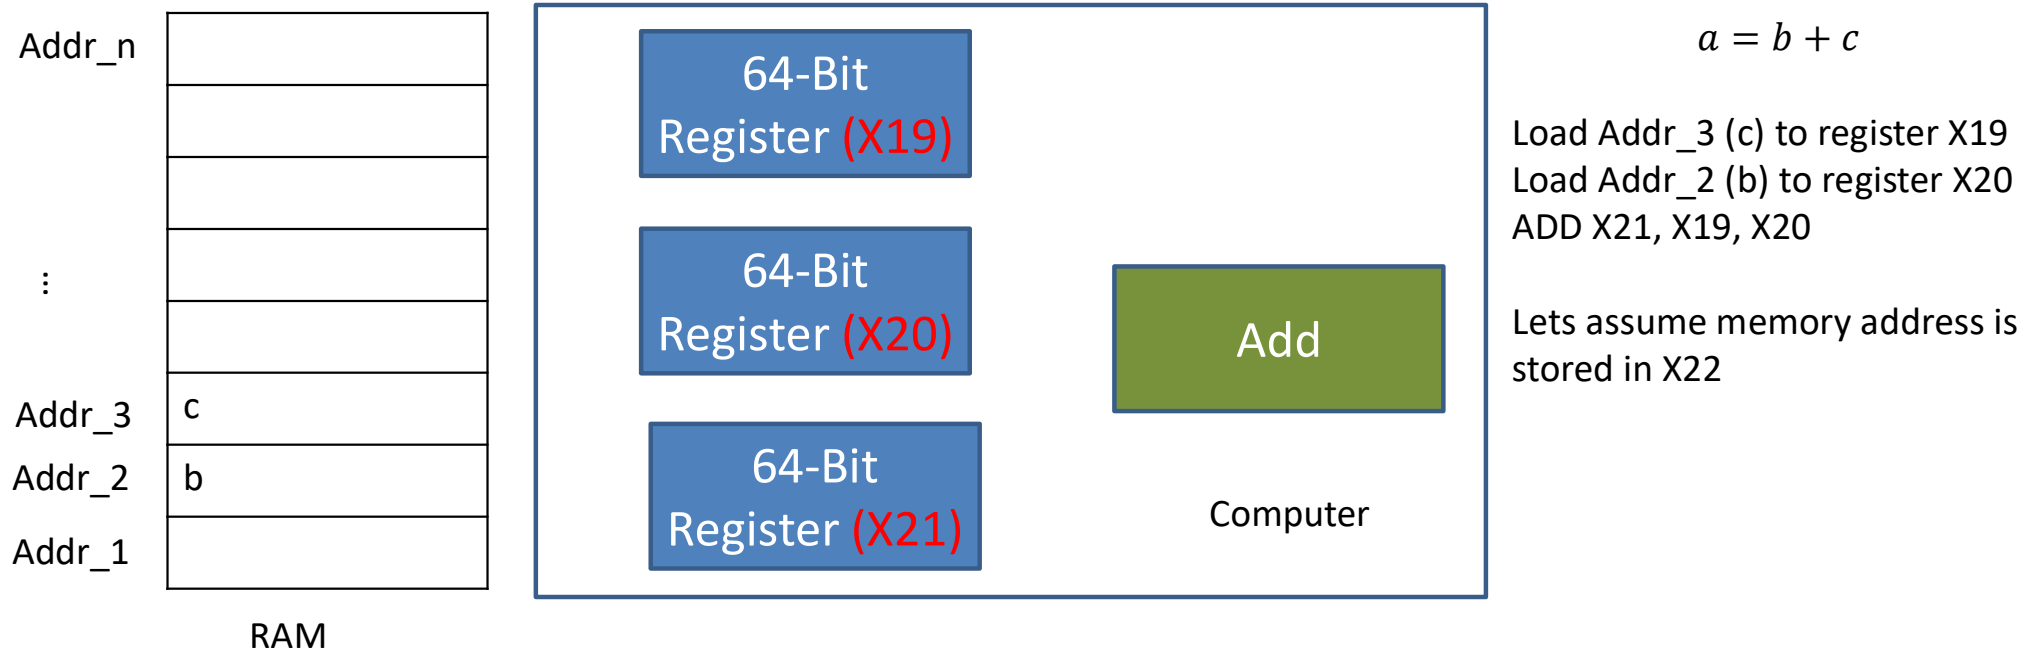 Addr_n
⋮
Addr_3
c
Addr_2
b
Addr_1
RAM
64-Bit
Register (X19)
64-Bit
Register (X20)
64-Bit
Register (X21)
Add
Computer
a = b + c
Load Addr_3 (c) to register X19
Load Addr_2 (b) to register X20
ADD X21, X19, X20
Lets assume memory address is
stored in X22